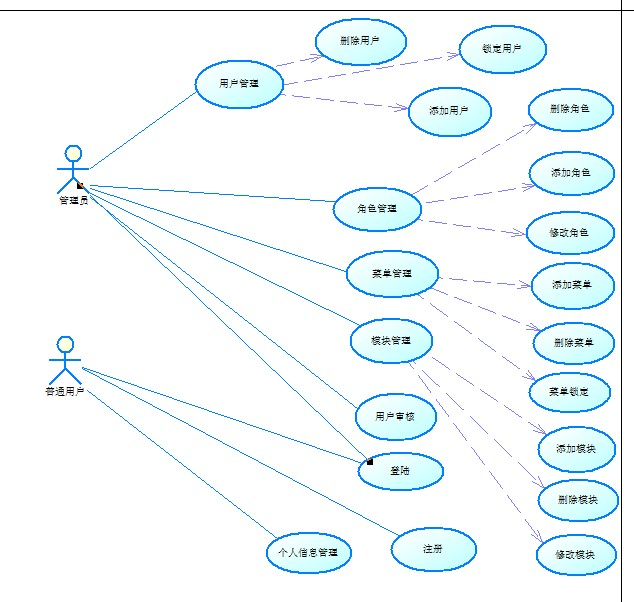 删除用户
锁定用户
用户管理
添加用户
删除角色
添加角色
管理员
角色管理
修改角色
菜单管理
添加菜单
模块管理
删除菜单
普通用户
菜单锁定
用户审核
添加模块
登陆
删除模块
个人信息管理
注册
修改模块